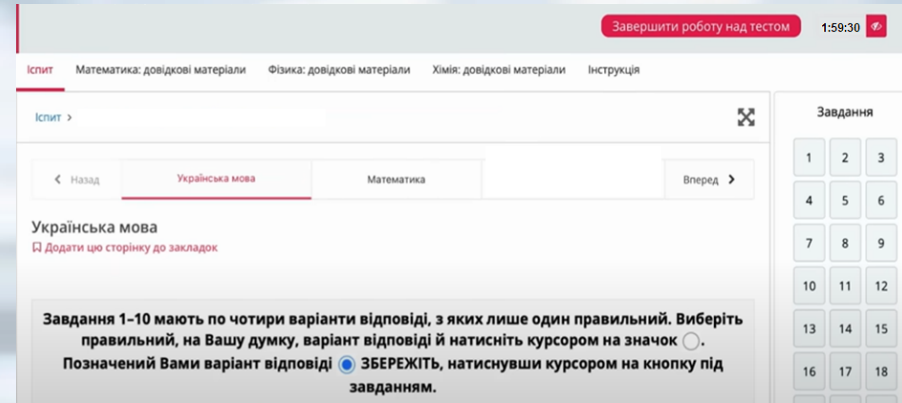 Завершити роботу над тестом 1:59:30
Іспит Математика: довідкові матеріали Фізика: довідкові матеріали Хімія: довідкові матеріали Інструкція
Іспит >
Завдання
< Назад Українська мова Математика Вперед >
1 2 3
4 5 6
7 8 9
10 11 12
13 14 15
16 17 18
Українська мова
Додати цю сторінку до закладок
Завдання 1–10 мають по чотири варіанти відповіді, з яких лише один правильний. Виберіть
правильний, на Вашу думку, варіант відповіді й натисніть курсором на значок .
Позначений Вами варіант відповіді ЗБЕРЕЖІТЬ, натиснувши курсором на кнопку під
завданням.